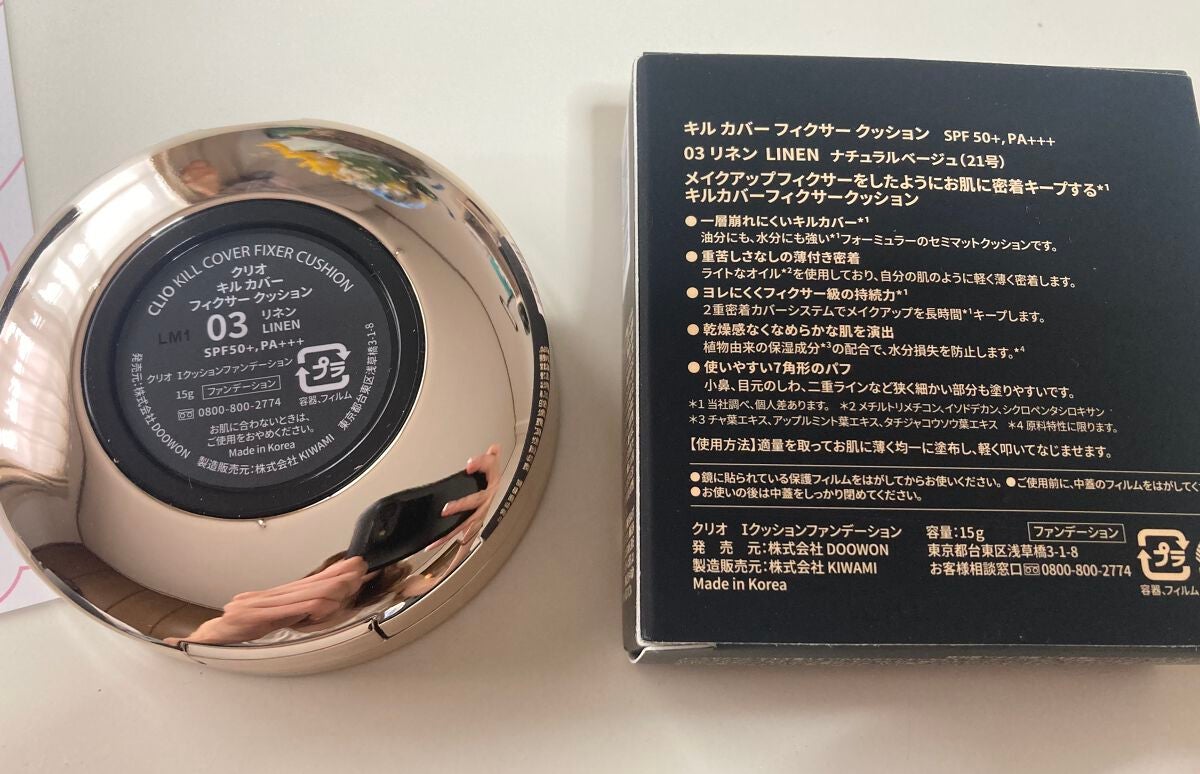 CLIO KILL COVER FIXER CUSHION
クリオ
キル カバー
フィクサー クッション
LM1
03 リネン
LINEN
SPF50+, PA+++
クリオ Iクッションファンデーション
15g ファンデーション
0800-800-2774
プラ
容器、フィルム
お肌に合わないときは、
ご使用をおやめください。
Made in Korea
発売元：株式会社 DOOWON
東京都台東区浅草橋3-1-8
製造販売元：株式会社 KIWAMI
キル カバー フィクサー クッション SPF 50+, PA+++
03 リネン LINEN ナチュラルベージュ(21号)
メイクアップフィクサーをしたようにお肌に密着キープする*1
キルカバーフィクサークッション
● 一層崩れにくいキルカバー*1
油分にも、水分にも強い*1フォーミュラーのセミマットクッションです。
● 重苦しさなしの薄付き密着
ライトなオイル*2を使用しており、自分の肌のように軽く薄く密着します。
● ヨレにくくフィクサー級の持続力*1
2重密着カバーシステムでメイクアップを長時間*1キープします。
● 乾燥感なくなめらかな肌を演出
植物由来の保湿成分*3の配合で、水分損失を防止します。*4
● 使いやすい7角形のパフ
小鼻、目元のしわ、二重ラインなど狭く細かい部分も塗りやすいです。
*1 当社調べ、個人差あります。 *2 メチルトリメチコン、イソドデカン、シクロペンタシロキサン
*3 チャ葉エキス、アップルミント葉エキス、タチジャコウソウ葉エキス *4 原料特性に限ります。
【使用方法】適量を取ってお肌に薄く均一に塗布し、軽く叩いてなじませます。
●鏡に貼られている保護フィルムをはがしてからお使いください。 ●ご使用前に、中蓋のフィルムをはがしてく
●お使いの後は中蓋をしっかり閉めてください。
クリオ Iクッションファンデーション 容量：15g ファンデーション
発 売 元：株式会社 DOOWON 東京都台東区浅草橋3-1-8
製造販売元：株式会社 KIWAMI お客様相談窓口 0800-800-2774
Made in Korea
プラ
容器、フィルム